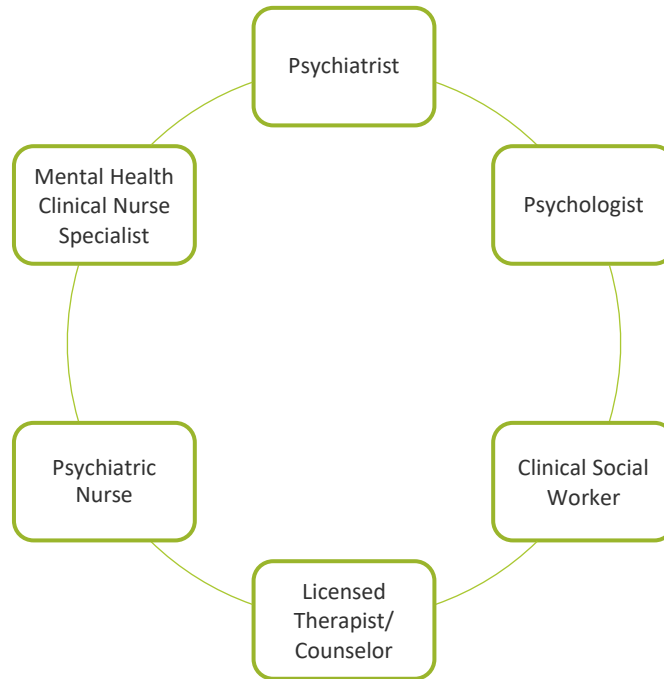 Psychiatrist
Psychologist
Clinical Social
Worker
Licensed
Therapist/
Counselor
Psychiatric
Nurse
Mental Health
Clinical Nurse
Specialist